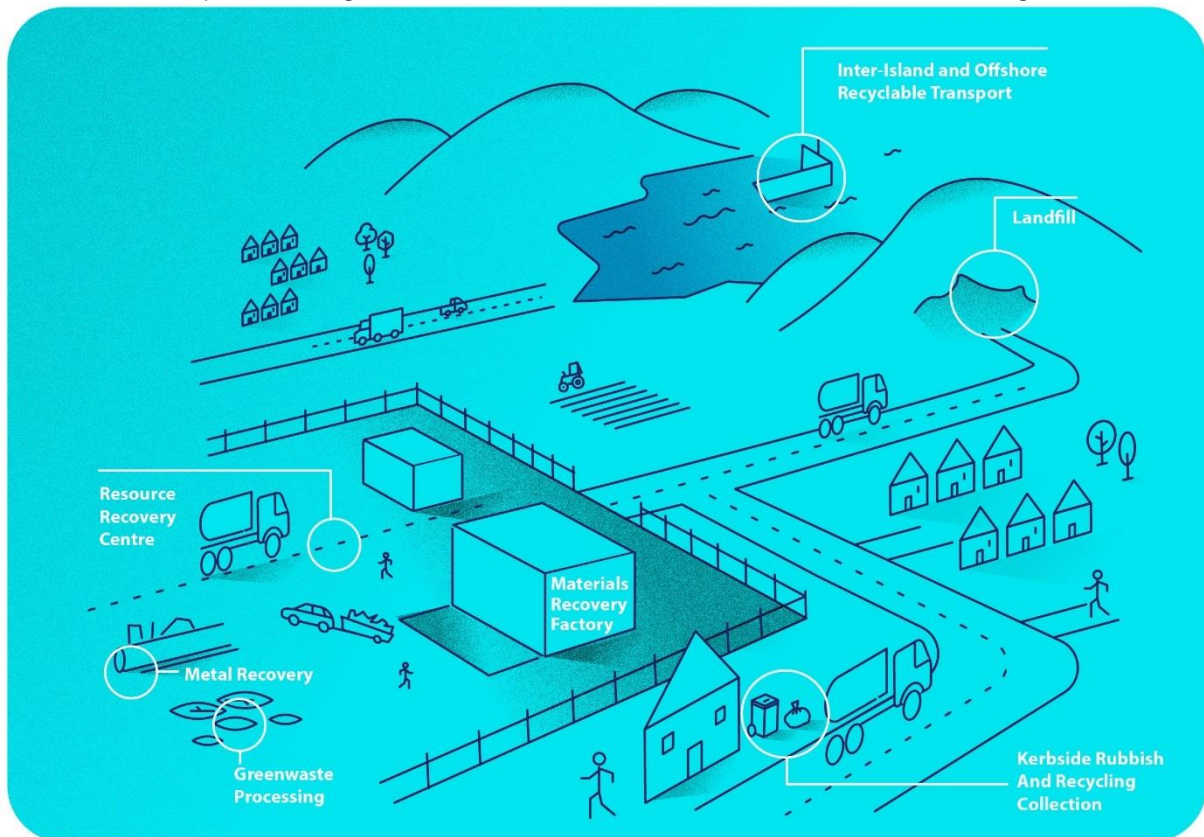 Inter-Island and Offshore
Recyclable Transport
Landfill
Resource
Recovery
Centre
Materials
Recovery
Factory
Metal Recovery
Greenwaste
Processing
Kerbside Rubbish
And Recycling
Collection